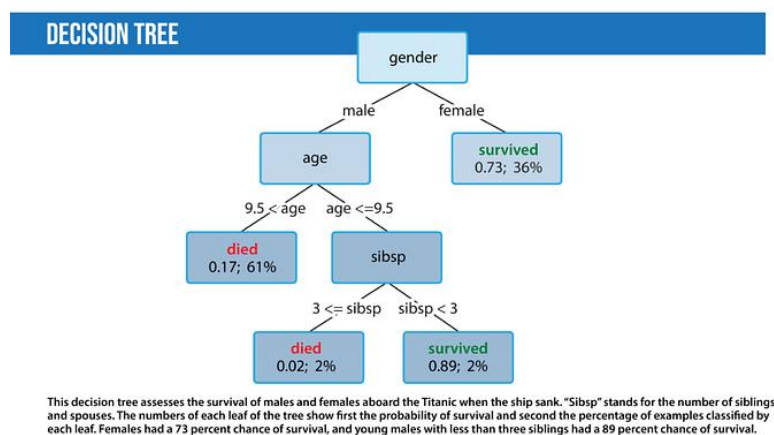 DECISION TREE
gender
male
female
age
survived
0.73; 36%
9.5 < age
age <=9.5
died
0.17; 61%
sibsp
3 <= sibsp
sibsp < 3
died
0.02; 2%
survived
0.89; 2%
This decision tree assesses the survival of males and females aboard the Titanic when the ship sank. "Sibsp" stands for the number of siblings
and spouses. The numbers of each leaf of the tree show first the probability of survival and second the percentage of examples classified by
each leaf. Females had a 73 percent chance of survival, and young males with less than three siblings had a 89 percent chance of survival.